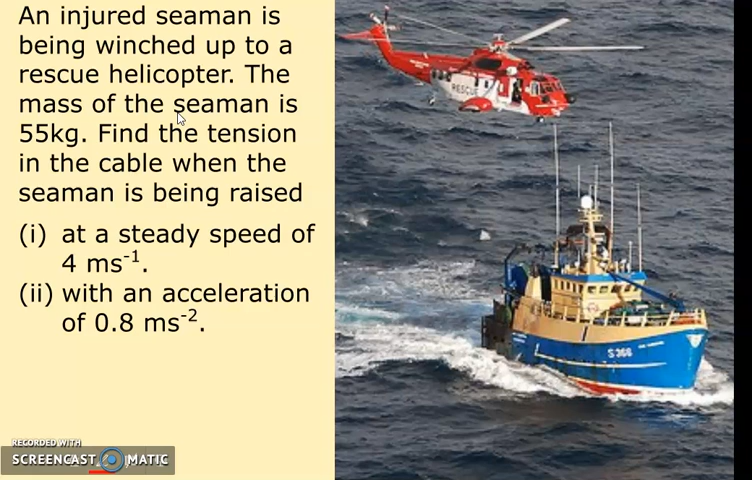 An injured seaman is
being winched up to a
rescue helicopter. The
mass of the seaman is
55kg. Find the tension
in the cable when the
seaman is being raised
(i) at a steady speed of
4 ms⁻¹.
(ii) with an acceleration
of 0.8 ms⁻².
RESCUE
S 366
RECORDED WITH
SCREENCAST MATIC